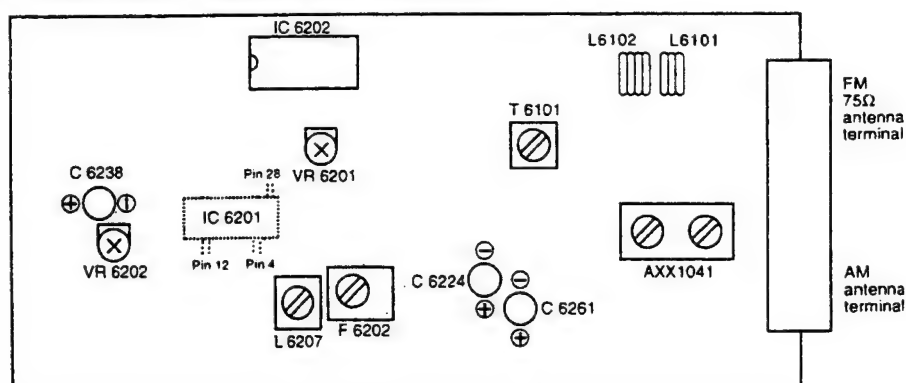 IC 6202
L6102
L6101
FM
75Ω
antenna
terminal
T 6101
VR 6201
C 6238
Pin 28
IC 6201
VR 6202
Pin 12
Pin 4
AXX1041
C 6224
C 6261
AM
antenna
terminal
L 6207
F 6202